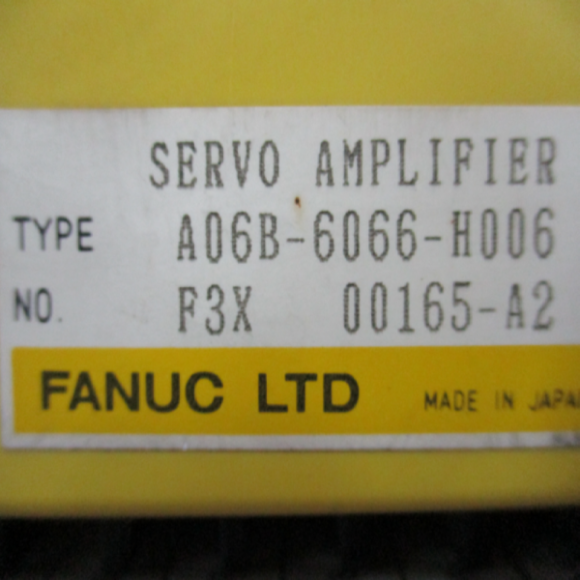 SERVO AMPLIFIER
TYPE A06B-6066-H006
NO. F3X 00165-A2
FANUC LTD MADE IN JAPAN